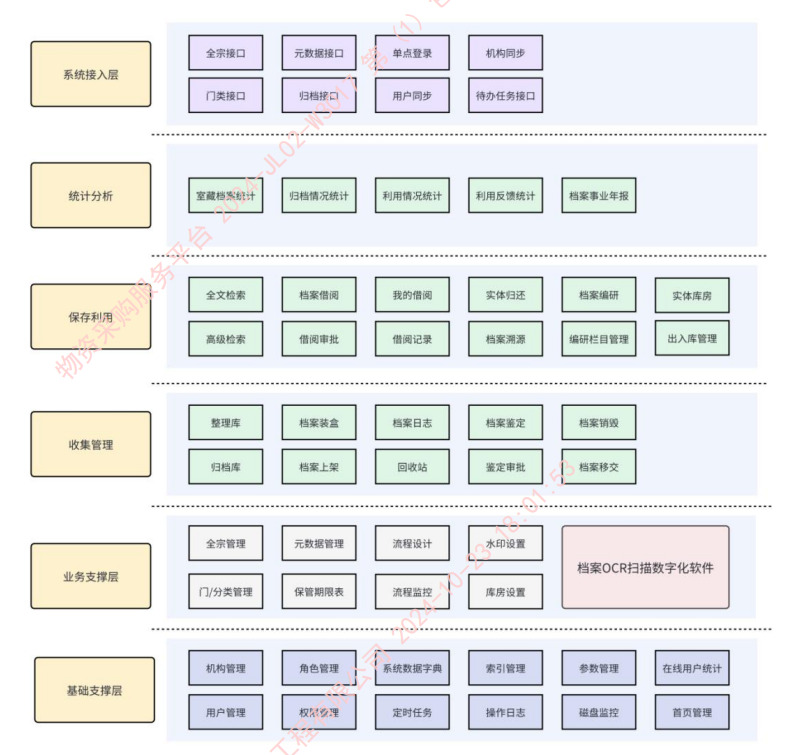 系统接入层
全宗接口 元数据接口 单点登录 机构同步
门类接口 归档接口 用户同步 待办任务接口
统计分析
室藏档案统计 归档情况统计 利用情况统计 利用反馈统计 档案事业年报
保存利用
全文检索 档案借阅 我的借阅 实体归还 档案编研 实体库房
高级检索 借阅审批 借阅记录 档案溯源 编研栏目管理 出入库管理
收集管理
整理库 档案装盒 档案日志 档案鉴定 档案销毁
归档库 档案上架 回收站 鉴定审批 档案移交
业务支撑层
全宗管理 元数据管理 流程设计 水印设置
档案OCR扫描数字化软件
门/分类管理 保管期限表 流程监控 库房设置
基础支撑层
机构管理 角色管理 系统数据字典 索引管理 参数管理 在线用户统计
用户管理 权限管理 定时任务 操作日志 磁盘监控 首页管理
物资采购服务平台 2024-JL02-W3017 第（1）
工程有限公司 2024-10-23 18:01:53